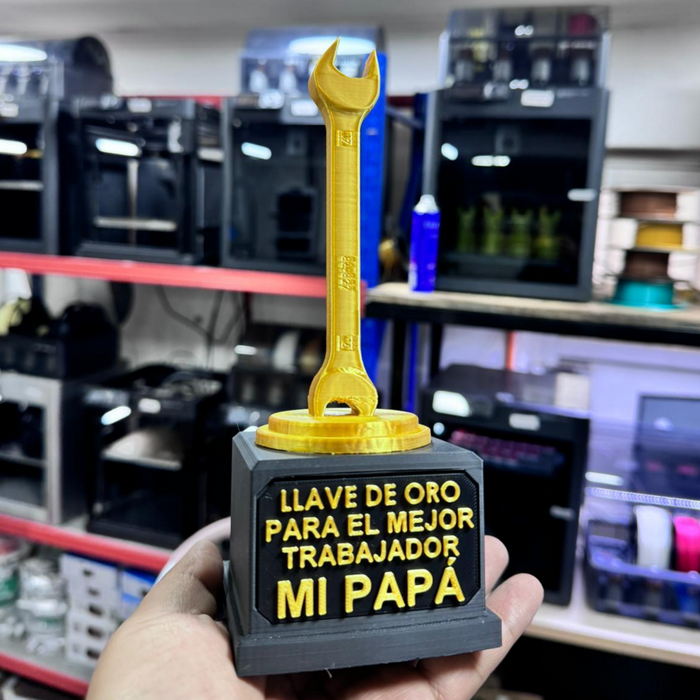 LLAVE DE ORO
PARA EL MEJOR
TRABAJADOR
MI PAPÁ